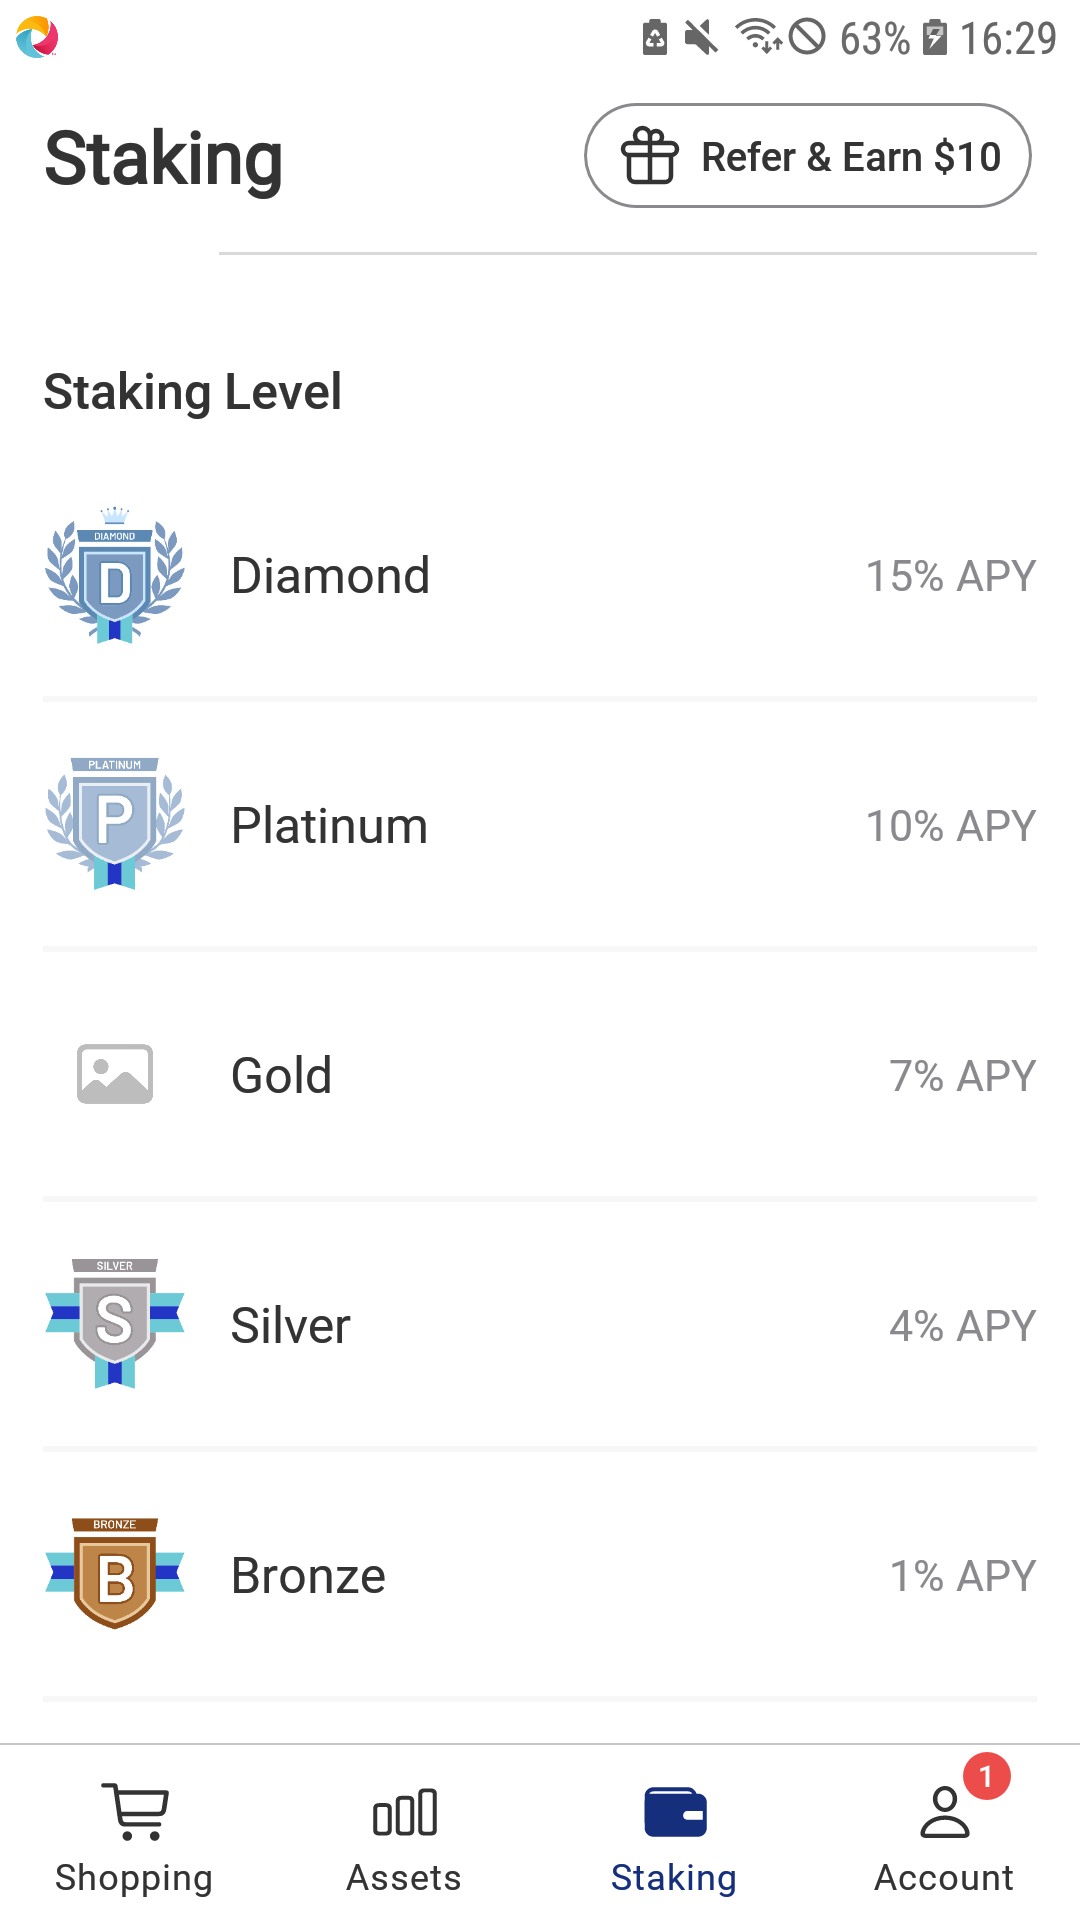 63% 16:29
Staking
Refer & Earn $10
Staking Level
DIAMOND
D
Diamond
15% APY
PLATINUM
P
Platinum
10% APY
Gold
7% APY
SILVER
S
Silver
4% APY
BRONZE
B
Bronze
1% APY
1
Shopping
Assets
Staking
Account